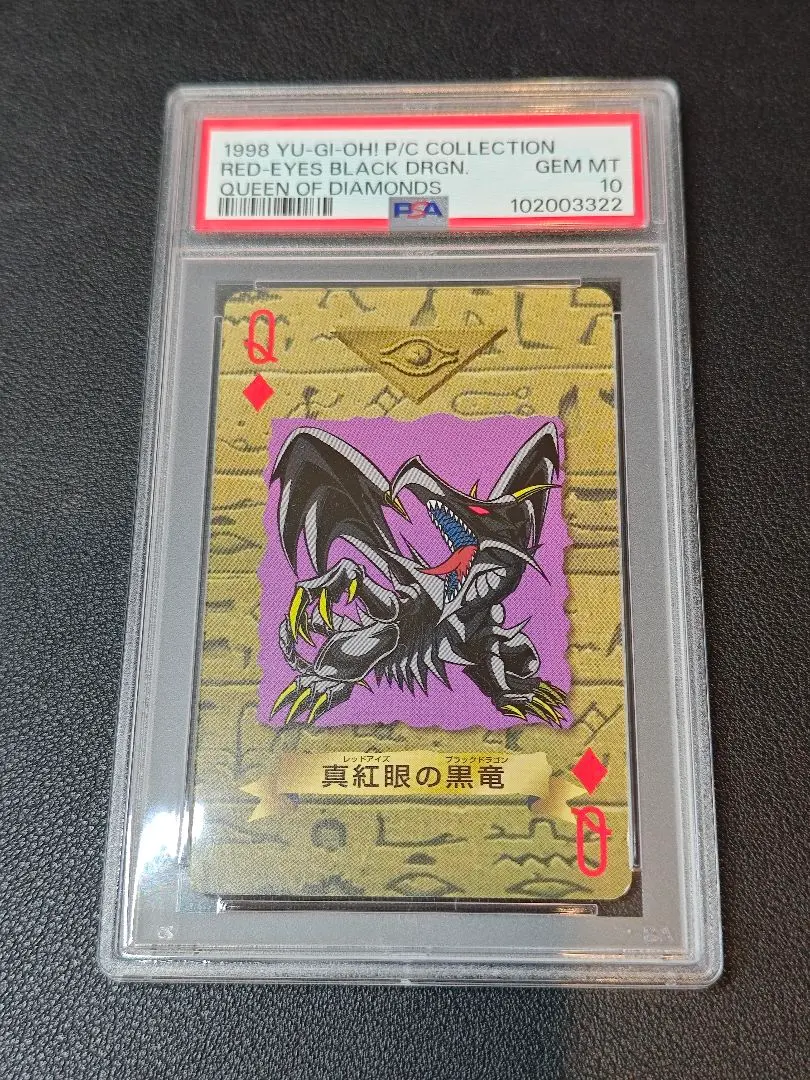 1998 YU-GI-OH! P/C COLLECTION
RED-EYES BLACK DRGN. GEM MT
QUEEN OF DIAMONDS 10
PSA 102003322
Q
レッドアイズ ブラックドラゴン
真紅眼の黒竜
Q